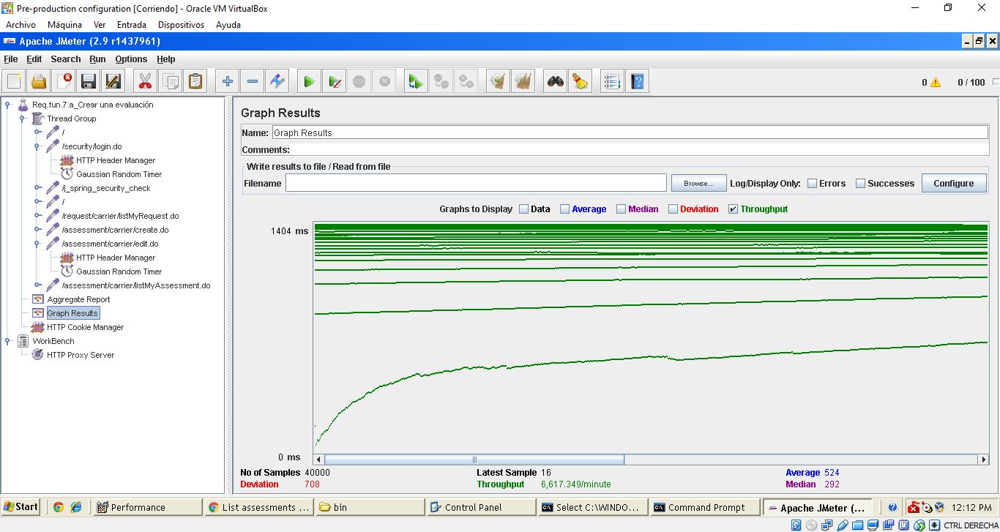 Pre-production configuration [Corriendo] - Oracle VM VirtualBox
Archivo Máquina Ver Entrada Dispositivos Ayuda
Apache JMeter (2.9 r1437961)
File Edit Search Run Options Help
0 0 / 100
Req.fun.7.a_Crear una evaluación
Thread Group
/
/security/login.do
HTTP Header Manager
Gaussian Random Timer
/j_spring_security_check
/
/request/carrier/listMyRequest.do
/assessment/carrier/create.do
/assessment/carrier/edit.do
HTTP Header Manager
Gaussian Random Timer
/assessment/carrier/listMyAssessment.do
Aggregate Report
Graph Results
HTTP Cookie Manager
WorkBench
HTTP Proxy Server
Graph Results
Name: Graph Results
Comments:
Write results to file / Read from file
Filename Browse... Log/Display Only: Errors Successes Configure
Graphs to Display Data Average Median Deviation Throughput
1404 ms
0 ms
No of Samples 40000 Latest Sample 16 Average 524
Deviation 708 Throughput 6,617.349/minute Median 292
Start Performance List assessments ... bin Control Panel Select C:\WINDO... Command Prompt Apache JMeter (... 12:12 PM
CTRL DERECHA